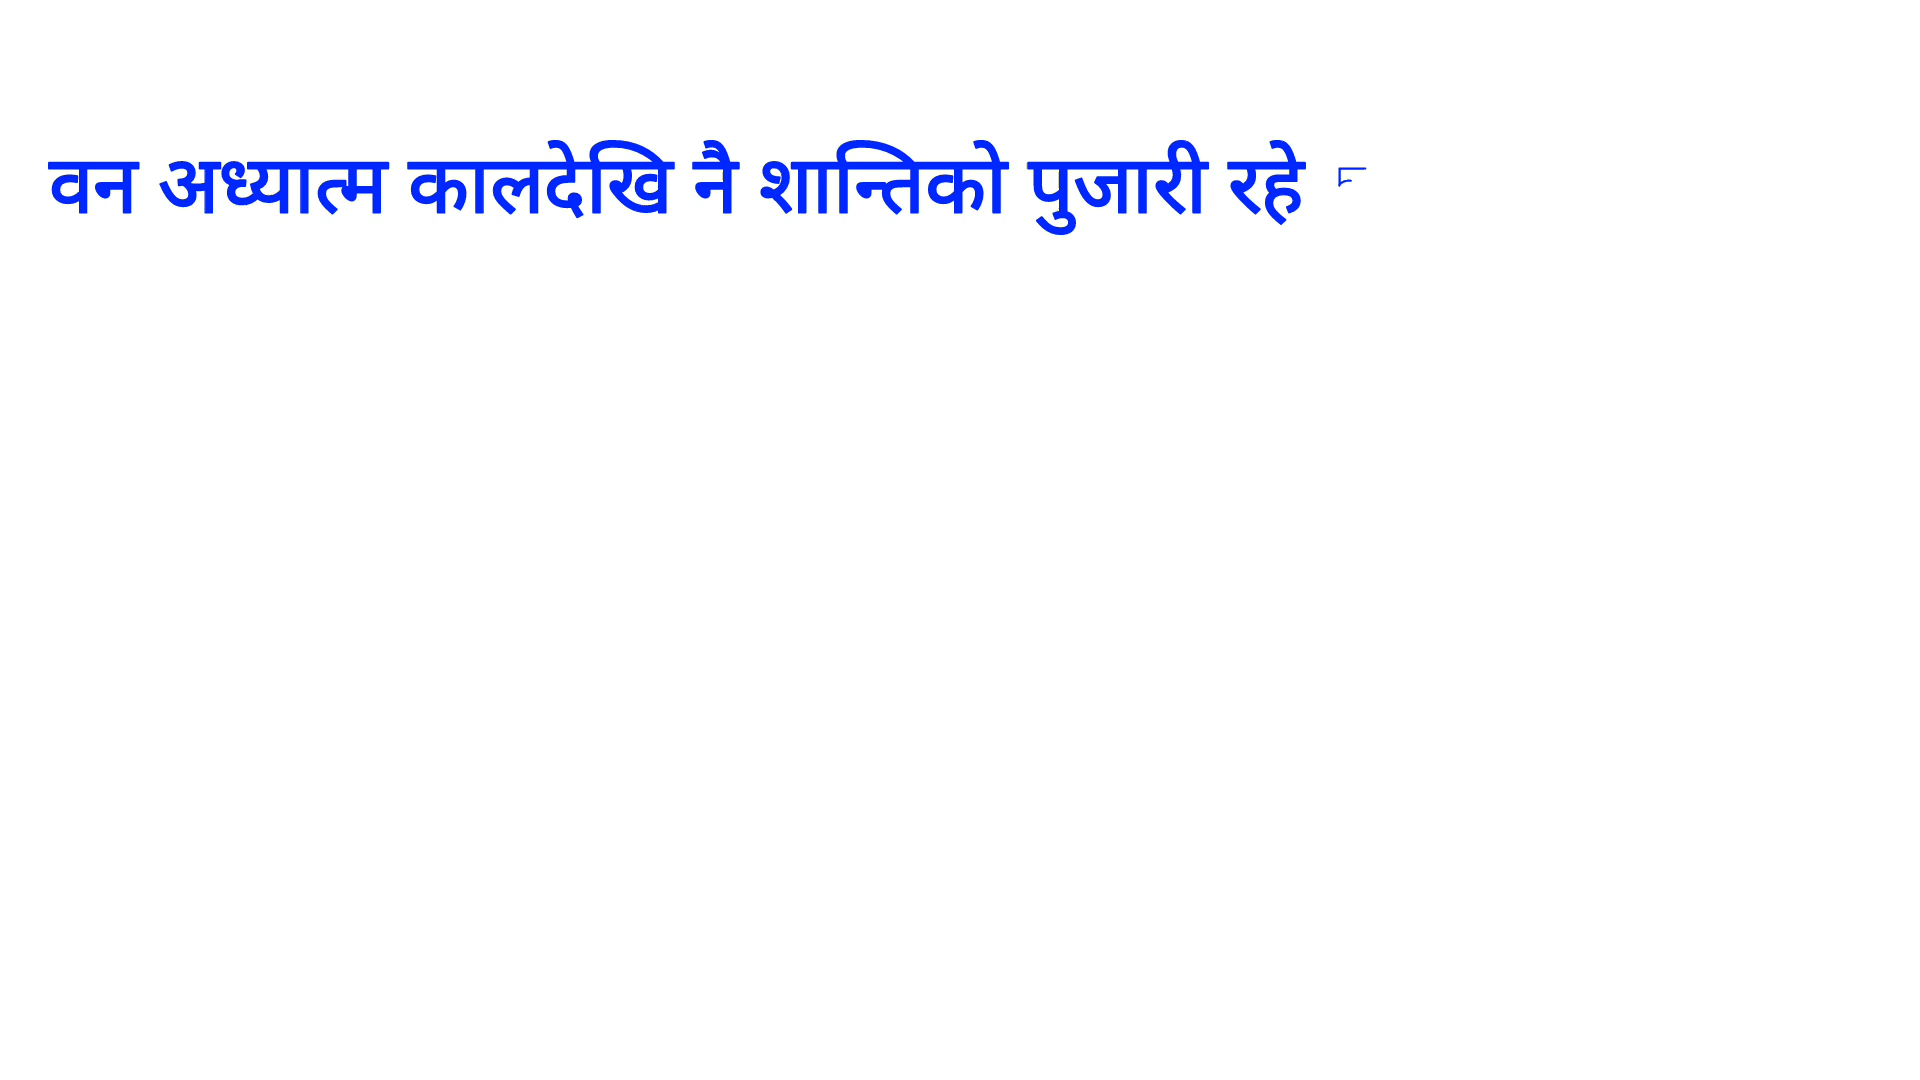 वन अध्यात्म कालदेखि नै शान्तिको पुजारी रहे